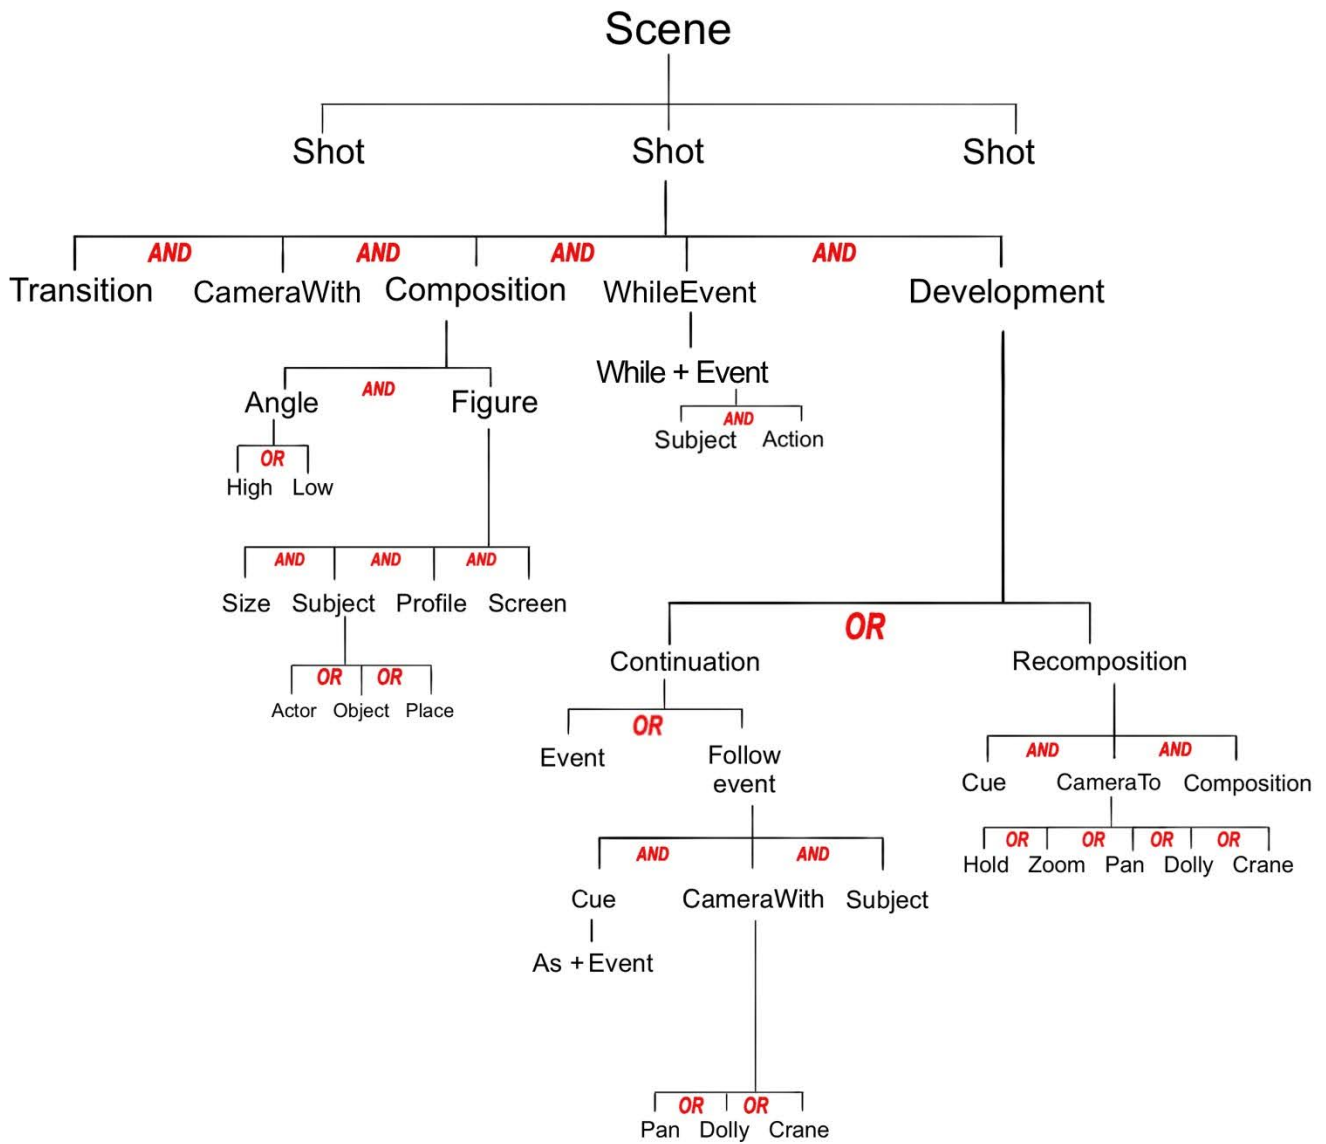 Scene
Shot Shot Shot
AND AND AND AND
Transition CameraWith Composition WhileEvent Development
While + Event
Angle AND Figure
AND
Subject Action
OR
High Low
AND AND AND
Size Subject Profile Screen
OR
Continuation Recomposition
OR OR
Actor Object Place
OR
Event Follow
event
AND AND
Cue CameraTo Composition
OR OR OR OR
Hold Zoom Pan Dolly Crane
AND AND
Cue CameraWith Subject
As + Event
OR OR
Pan Dolly Crane